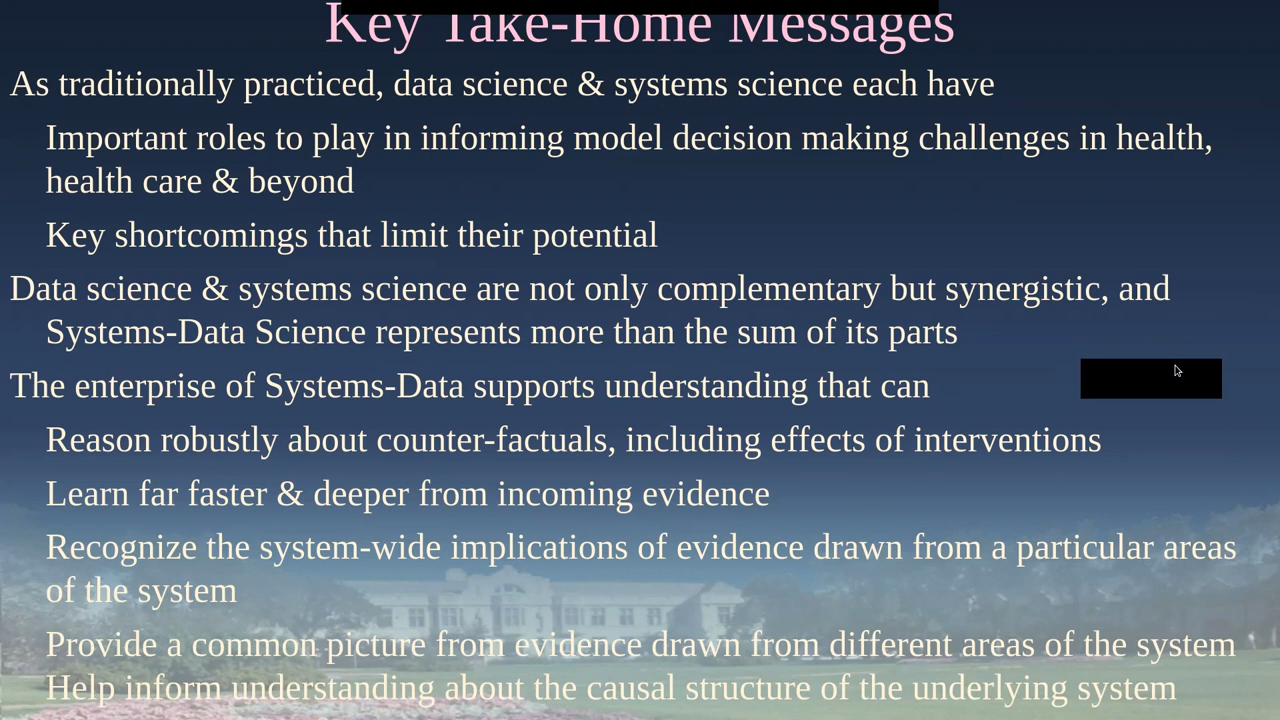 Key Take-Home Messages
As traditionally practiced, data science & systems science each have
Important roles to play in informing model decision making challenges in health,
health care & beyond
Key shortcomings that limit their potential
Data science & systems science are not only complementary but synergistic, and
Systems-Data Science represents more than the sum of its parts
The enterprise of Systems-Data supports understanding that can
Reason robustly about counter-factuals, including effects of interventions
Learn far faster & deeper from incoming evidence
Recognize the system-wide implications of evidence drawn from a particular areas
of the system
Provide a common picture from evidence drawn from different areas of the system
Help inform understanding about the causal structure of the underlying system